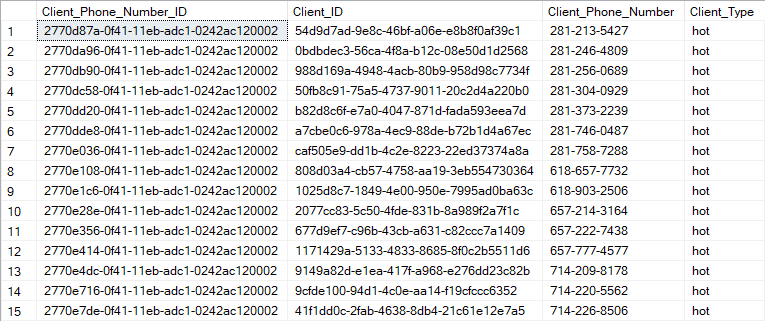 Client_Phone_Number_ID Client_ID Client_Phone_Number Client_Type
1 2770d87a-0f41-11eb-adc1-0242ac120002 54d9d7ad-9e8c-46bf-a06e-e8b8f0af39c1 281-213-5427 hot
2 2770da96-0f41-11eb-adc1-0242ac120002 0bdbdec3-56ca-4f8a-b12c-08e50d1d2568 281-246-4809 hot
3 2770db90-0f41-11eb-adc1-0242ac120002 988d169a-4948-4acb-80b9-958d98c7734f 281-256-0689 hot
4 2770dc58-0f41-11eb-adc1-0242ac120002 50fb8c91-75a5-4737-9011-20c2d4a220b0 281-304-0929 hot
5 2770dd20-0f41-11eb-adc1-0242ac120002 b82d8c6f-e7a0-4047-871d-fada593eea7d 281-373-2239 hot
6 2770dde8-0f41-11eb-adc1-0242ac120002 a7cbe0c6-978a-4ec9-88de-b72b1d4a67ec 281-746-0487 hot
7 2770e036-0f41-11eb-adc1-0242ac120002 caf505e9-dd1b-4c2e-8223-22ed37374a8a 281-758-7288 hot
8 2770e108-0f41-11eb-adc1-0242ac120002 808d03a4-cb57-4758-aa19-3eb554730364 618-657-7732 hot
9 2770e1c6-0f41-11eb-adc1-0242ac120002 1025d8c7-1849-4e00-950e-7995ad0ba63c 618-903-2506 hot
10 2770e28e-0f41-11eb-adc1-0242ac120002 2077cc83-5c50-4fde-831b-8a989f2a7f1c 657-214-3164 hot
11 2770e356-0f41-11eb-adc1-0242ac120002 677d9ef7-c96b-43cb-a631-c82ccc7a1409 657-222-7438 hot
12 2770e414-0f41-11eb-adc1-0242ac120002 1171429a-5133-4833-8685-8f0c2b5511d6 657-777-4577 hot
13 2770e4dc-0f41-11eb-adc1-0242ac120002 9149a82d-e1ea-417f-a968-e276dd23c82b 714-209-8178 hot
14 2770e716-0f41-11eb-adc1-0242ac120002 9cfde100-94d1-4c0e-aa14-f19cfccc6352 714-220-5562 hot
15 2770e7de-0f41-11eb-adc1-0242ac120002 41f1dd0c-2fab-4638-8db4-21c61e12e7a5 714-226-8506 hot